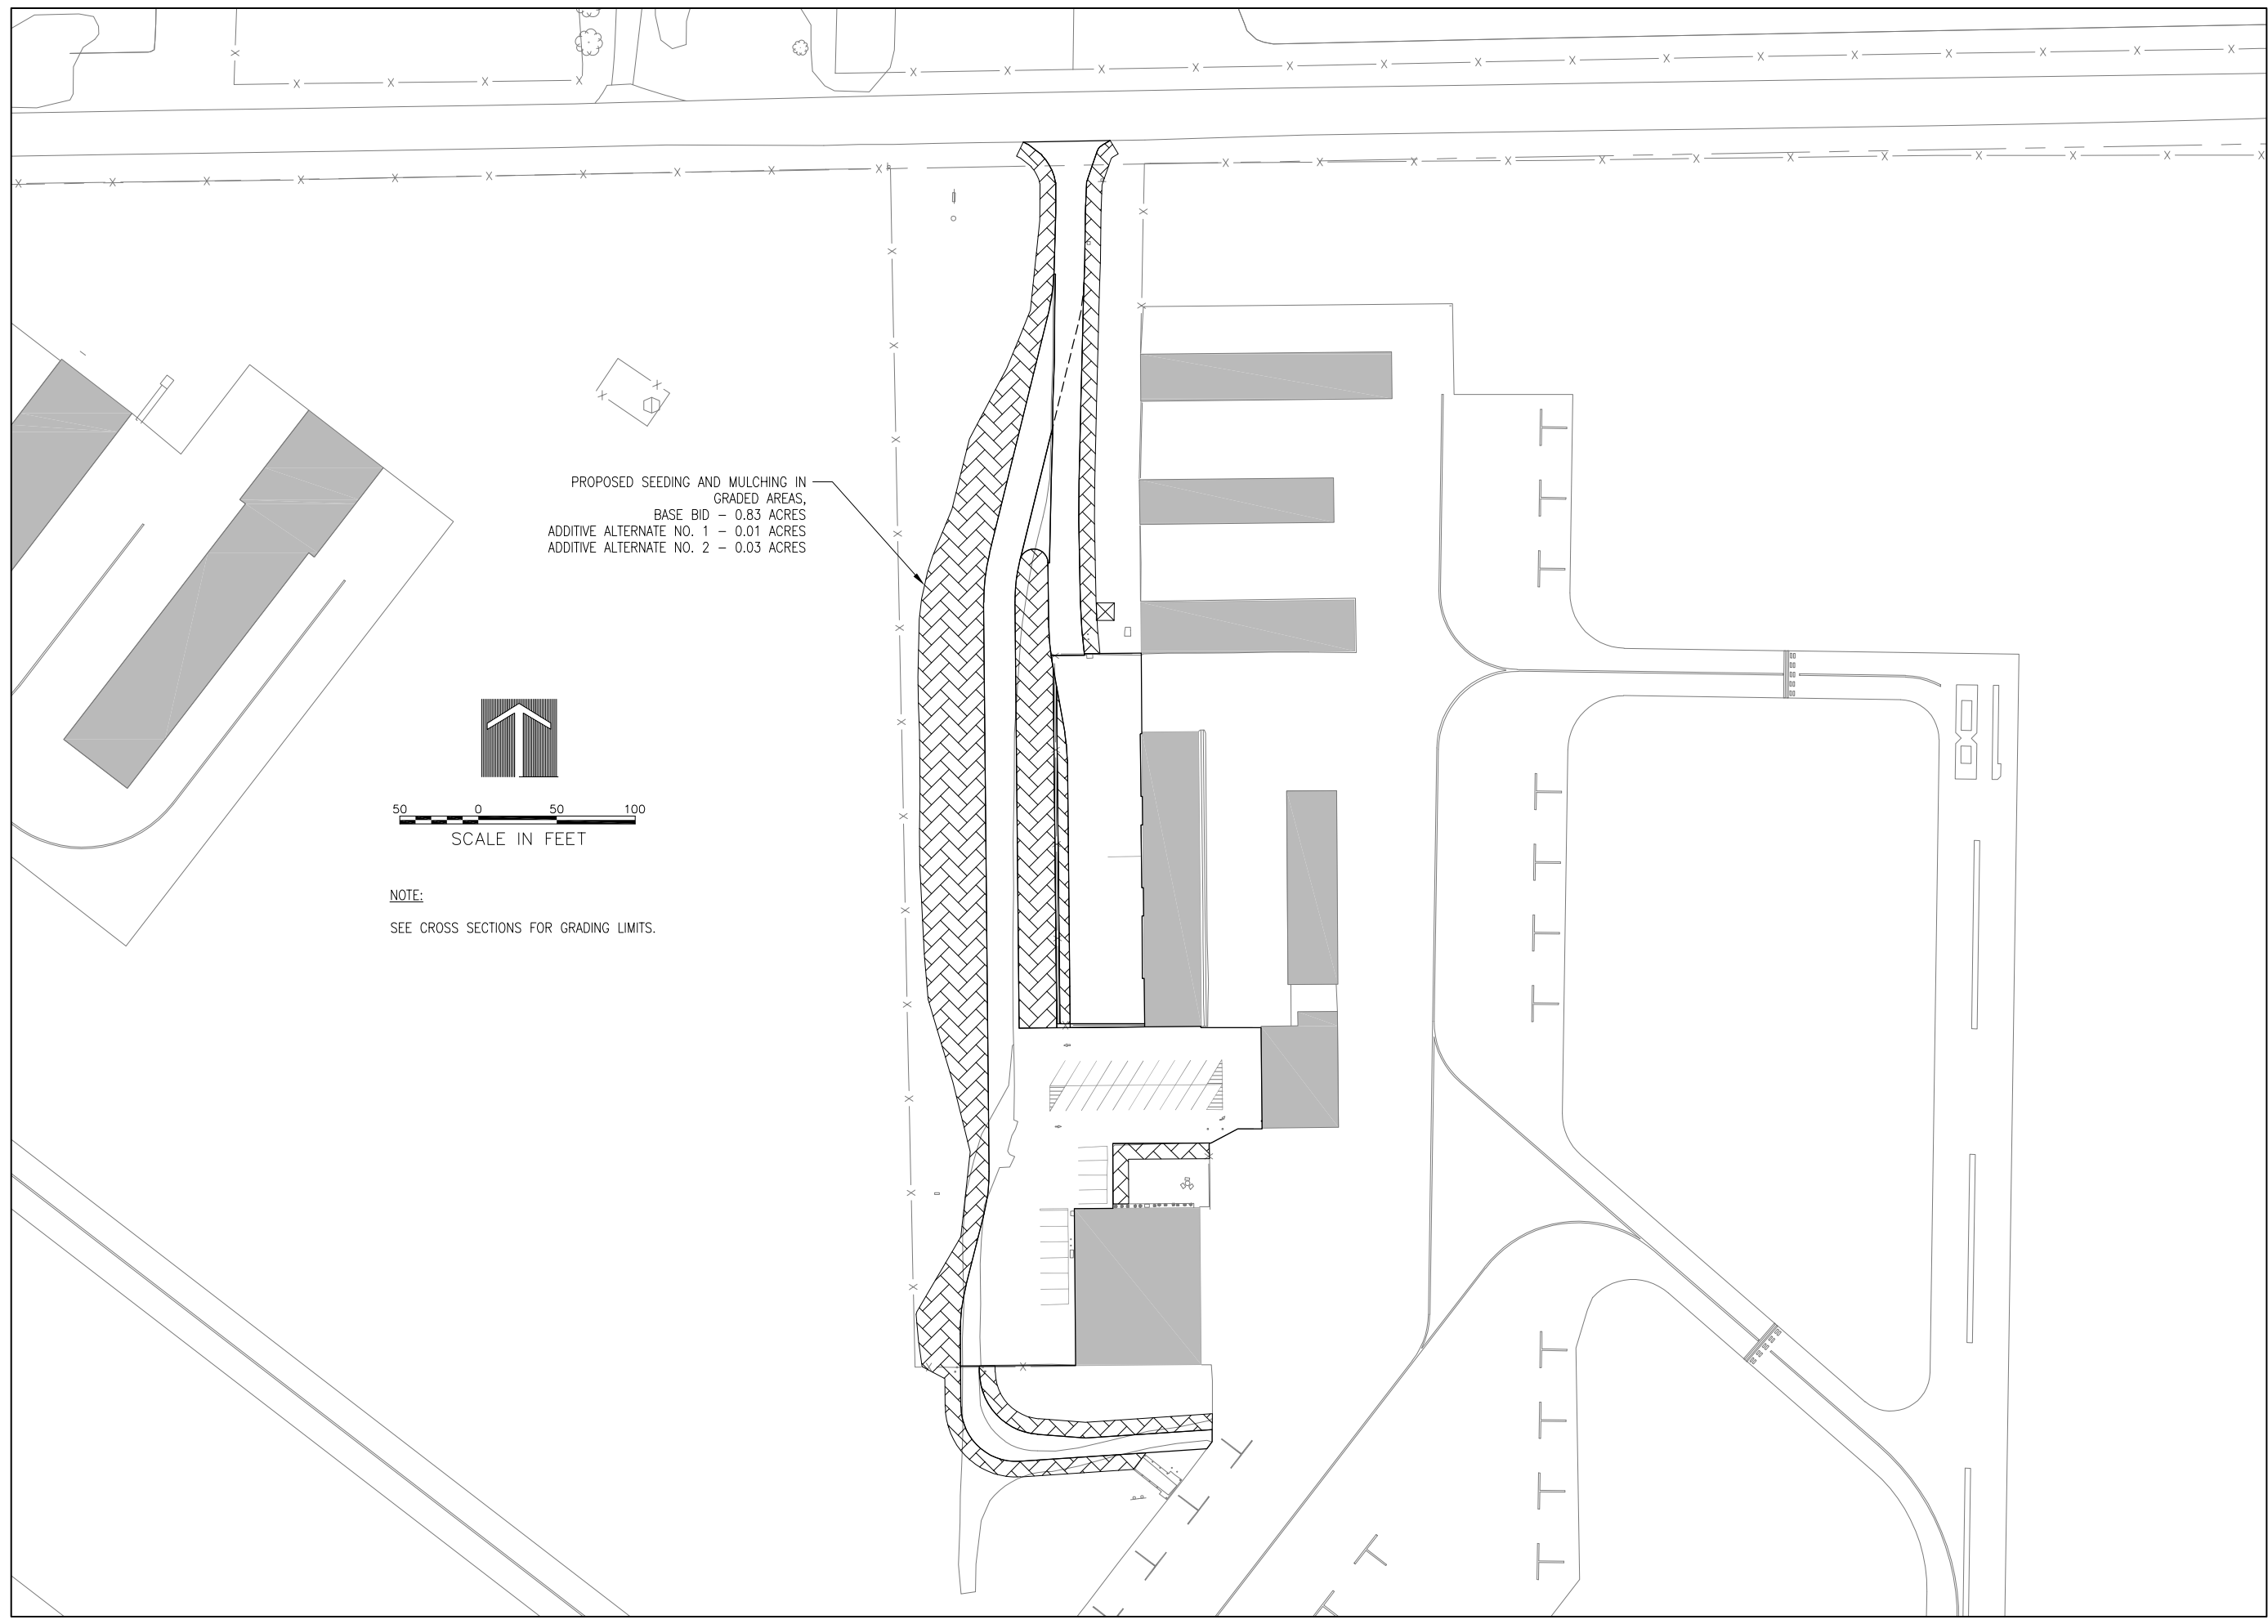 PROPOSED SEEDING AND MULCHING IN
GRADED AREAS,
BASE BID – 0.83 ACRES
ADDITIVE ALTERNATE NO. 1 – 0.01 ACRES
ADDITIVE ALTERNATE NO. 2 – 0.03 ACRES
50 0 50 100
SCALE IN FEET
NOTE:
SEE CROSS SECTIONS FOR GRADING LIMITS.